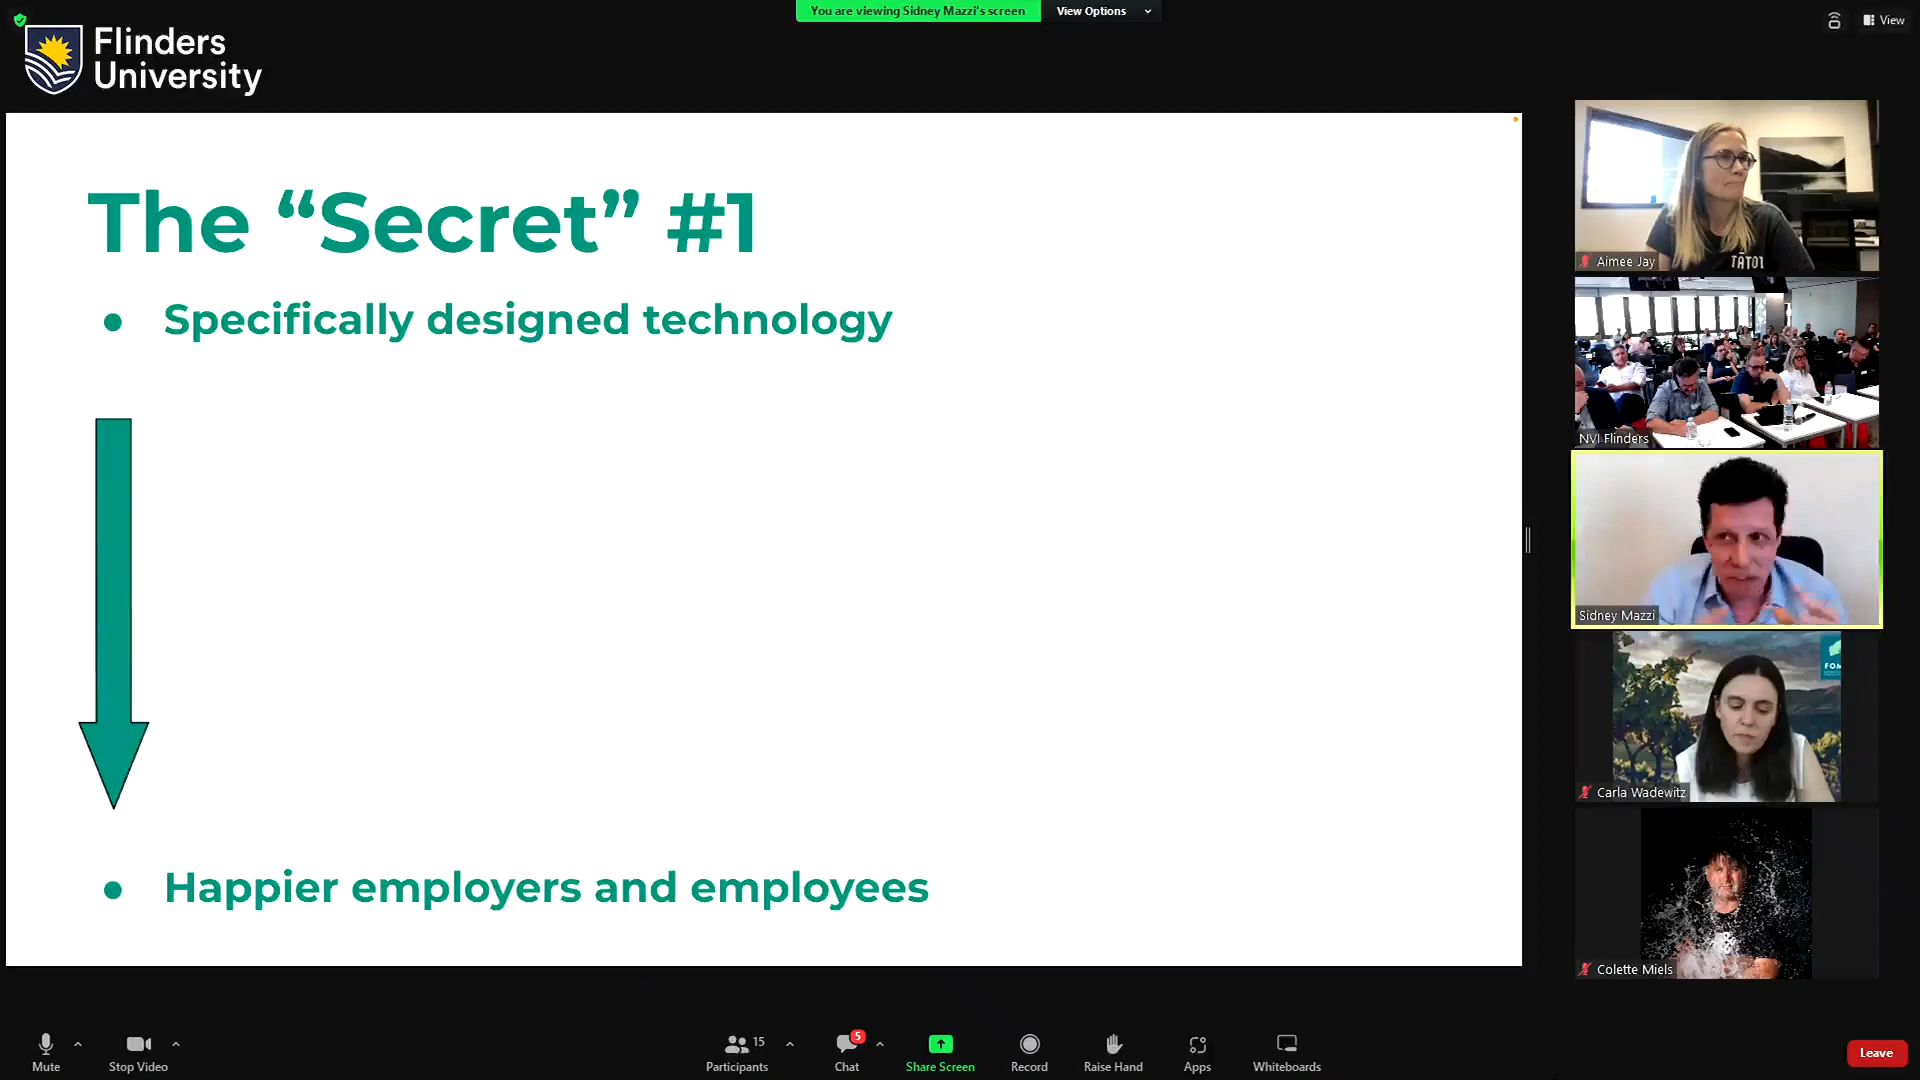 You are viewing Sidney Mazzi's screen
View Options
View
Flinders
University
The “Secret” #1
● Specifically designed technology
● Happier employers and employees
Aimee Jay
TĀTOI
NVI Flinders
Sidney Mazzi
FOM
Carla Wadewitz
Colette Miels
Mute
Stop Video
15
Participants
5
Chat
Share Screen
Record
Raise Hand
Apps
Whiteboards
Leave